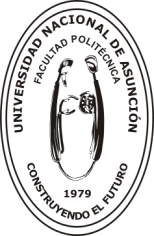 UNIVERSIDAD NACIONAL DE ASUNCIÓN
FACULTAD POLITÉCNICA
1979
CONSTRUYENDO EL FUTURO